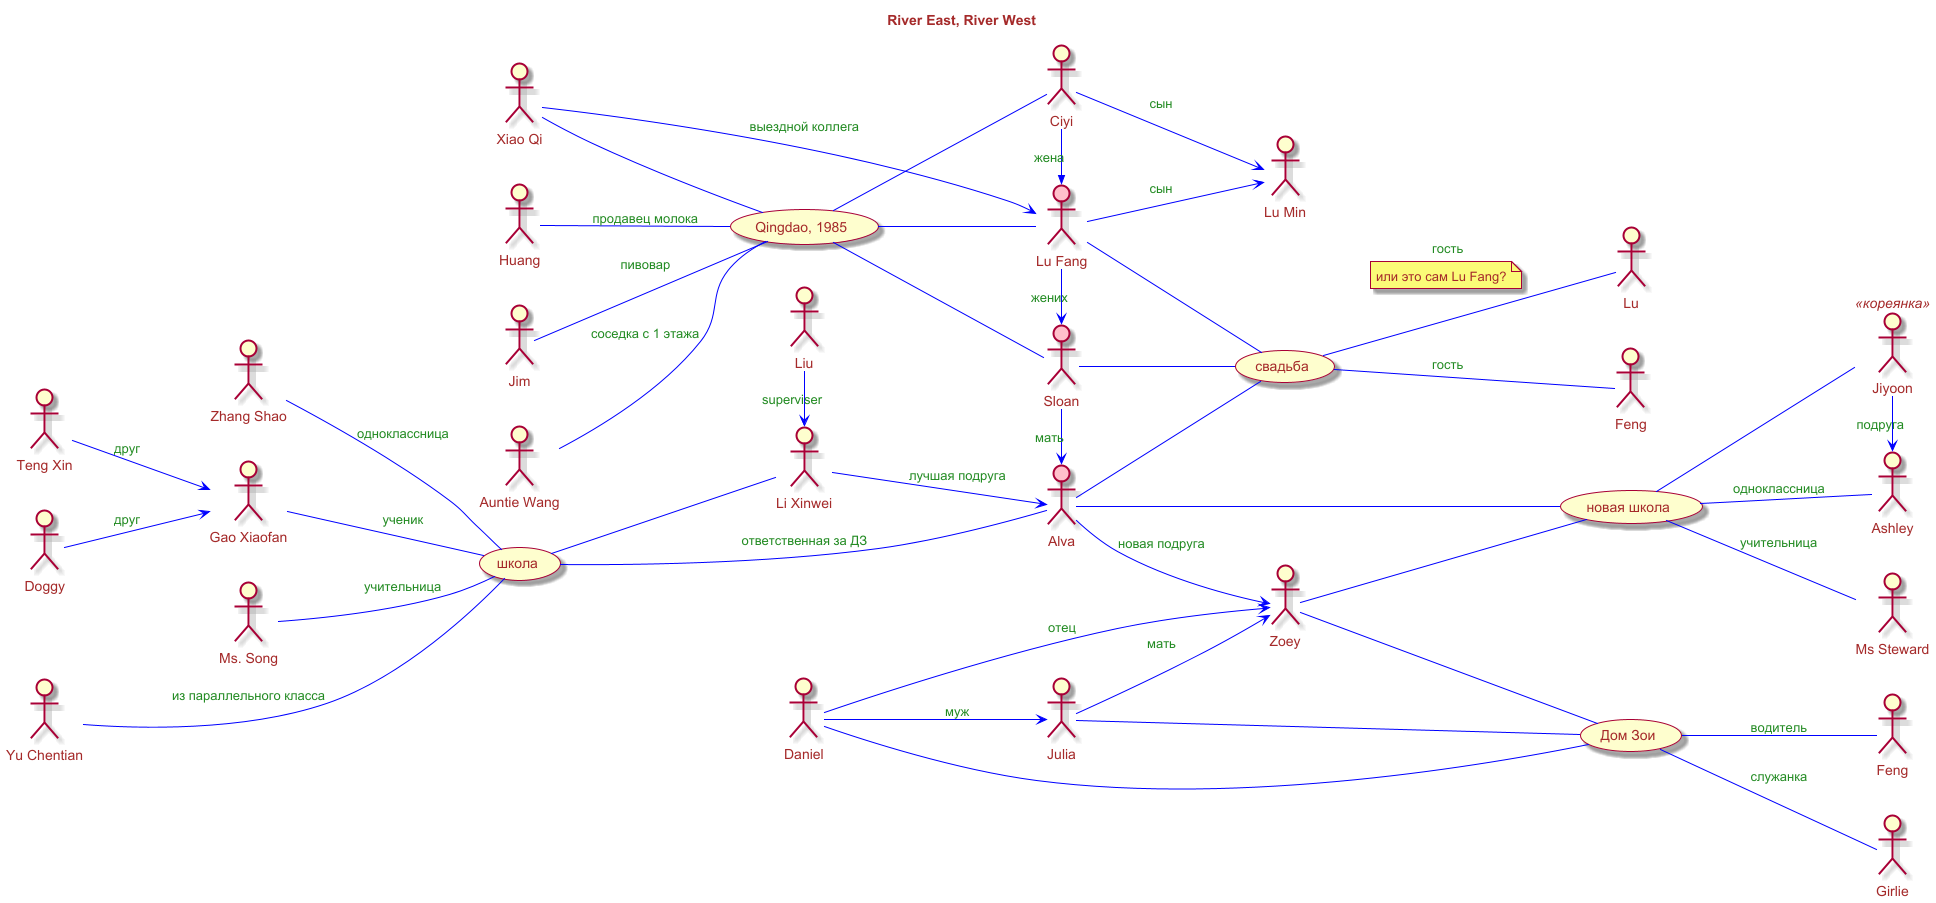 River East, River West
Ciyi
Xiao Qi
выездной коллега
сын
жена
Lu Min
Huang
продавец молока
Qingdao, 1985
сын
Lu Fang
гость
или это сам Lu Fang?
Lu
пивовар
Jim
соседка с 1 этажа
Liu
жених
Sloan
свадьба
гость
Feng
«кореянка»
Jiyoon
подруга
Zhang Shao
одноклассница
superviser
мать
Teng Xin
друг
Auntie Wang
Li Xinwei
лучшая подруга
Alva
новая школа
одноклассница
Ashley
Gao Xiaofan
ученик
друг
Doggy
школа
ответственная за ДЗ
новая подруга
учительница
Ms Steward
учительница
Ms. Song
Zoey
отец
мать
из параллельного класса
Yu Chentian
Daniel
муж
Julia
Дом Зои
водитель
Feng
служанка
Girlie